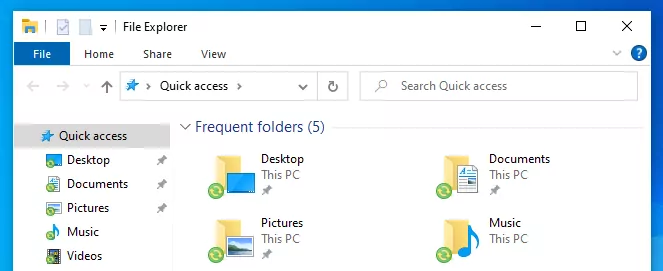 File Explorer
File Home Share View
Quick access
Search Quick access
Quick access
Desktop
Documents
Pictures
Music
Videos
Frequent folders (5)
Desktop
This PC
Documents
This PC
Pictures
This PC
Music
This PC